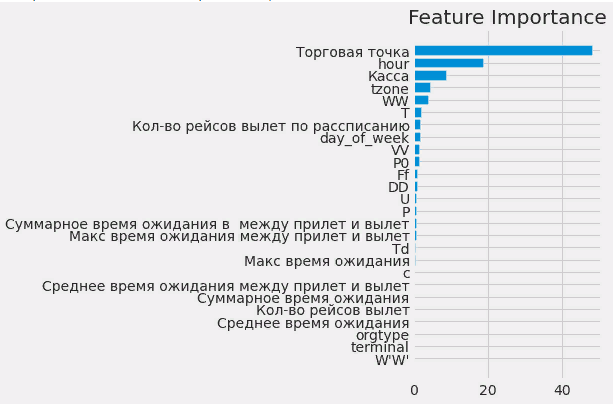 Feature Importance
Торговая точка
hour
Касса
tzone
WW
T
Кол-во рейсов вылет по рассписанию
day_of_week
VV
P0
Ff
DD
U
P
Суммарное время ожидания в между прилет и вылет
Макс время ожидания между прилет и вылет
Td
Макс время ожидания
c
Среднее время ожидания между прилет и вылет
Суммарное время ожидания
Кол-во рейсов вылет
Среднее время ожидания
orgtype
terminal
W'W'
0 20 40